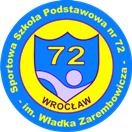 Sportowa Szkoła Podstawowa nr 72
72
WROCŁAW
- im. Władka Zarembowicza -